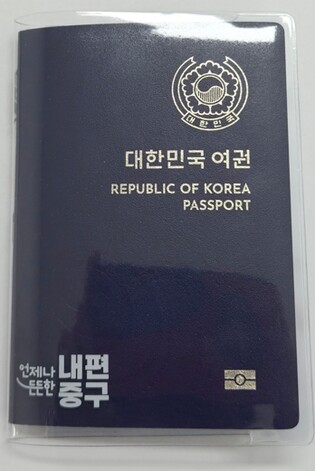 대한민국
대한민국 여권
REPUBLIC OF KOREA
PASSPORT
언제나 내편
든든한 중구